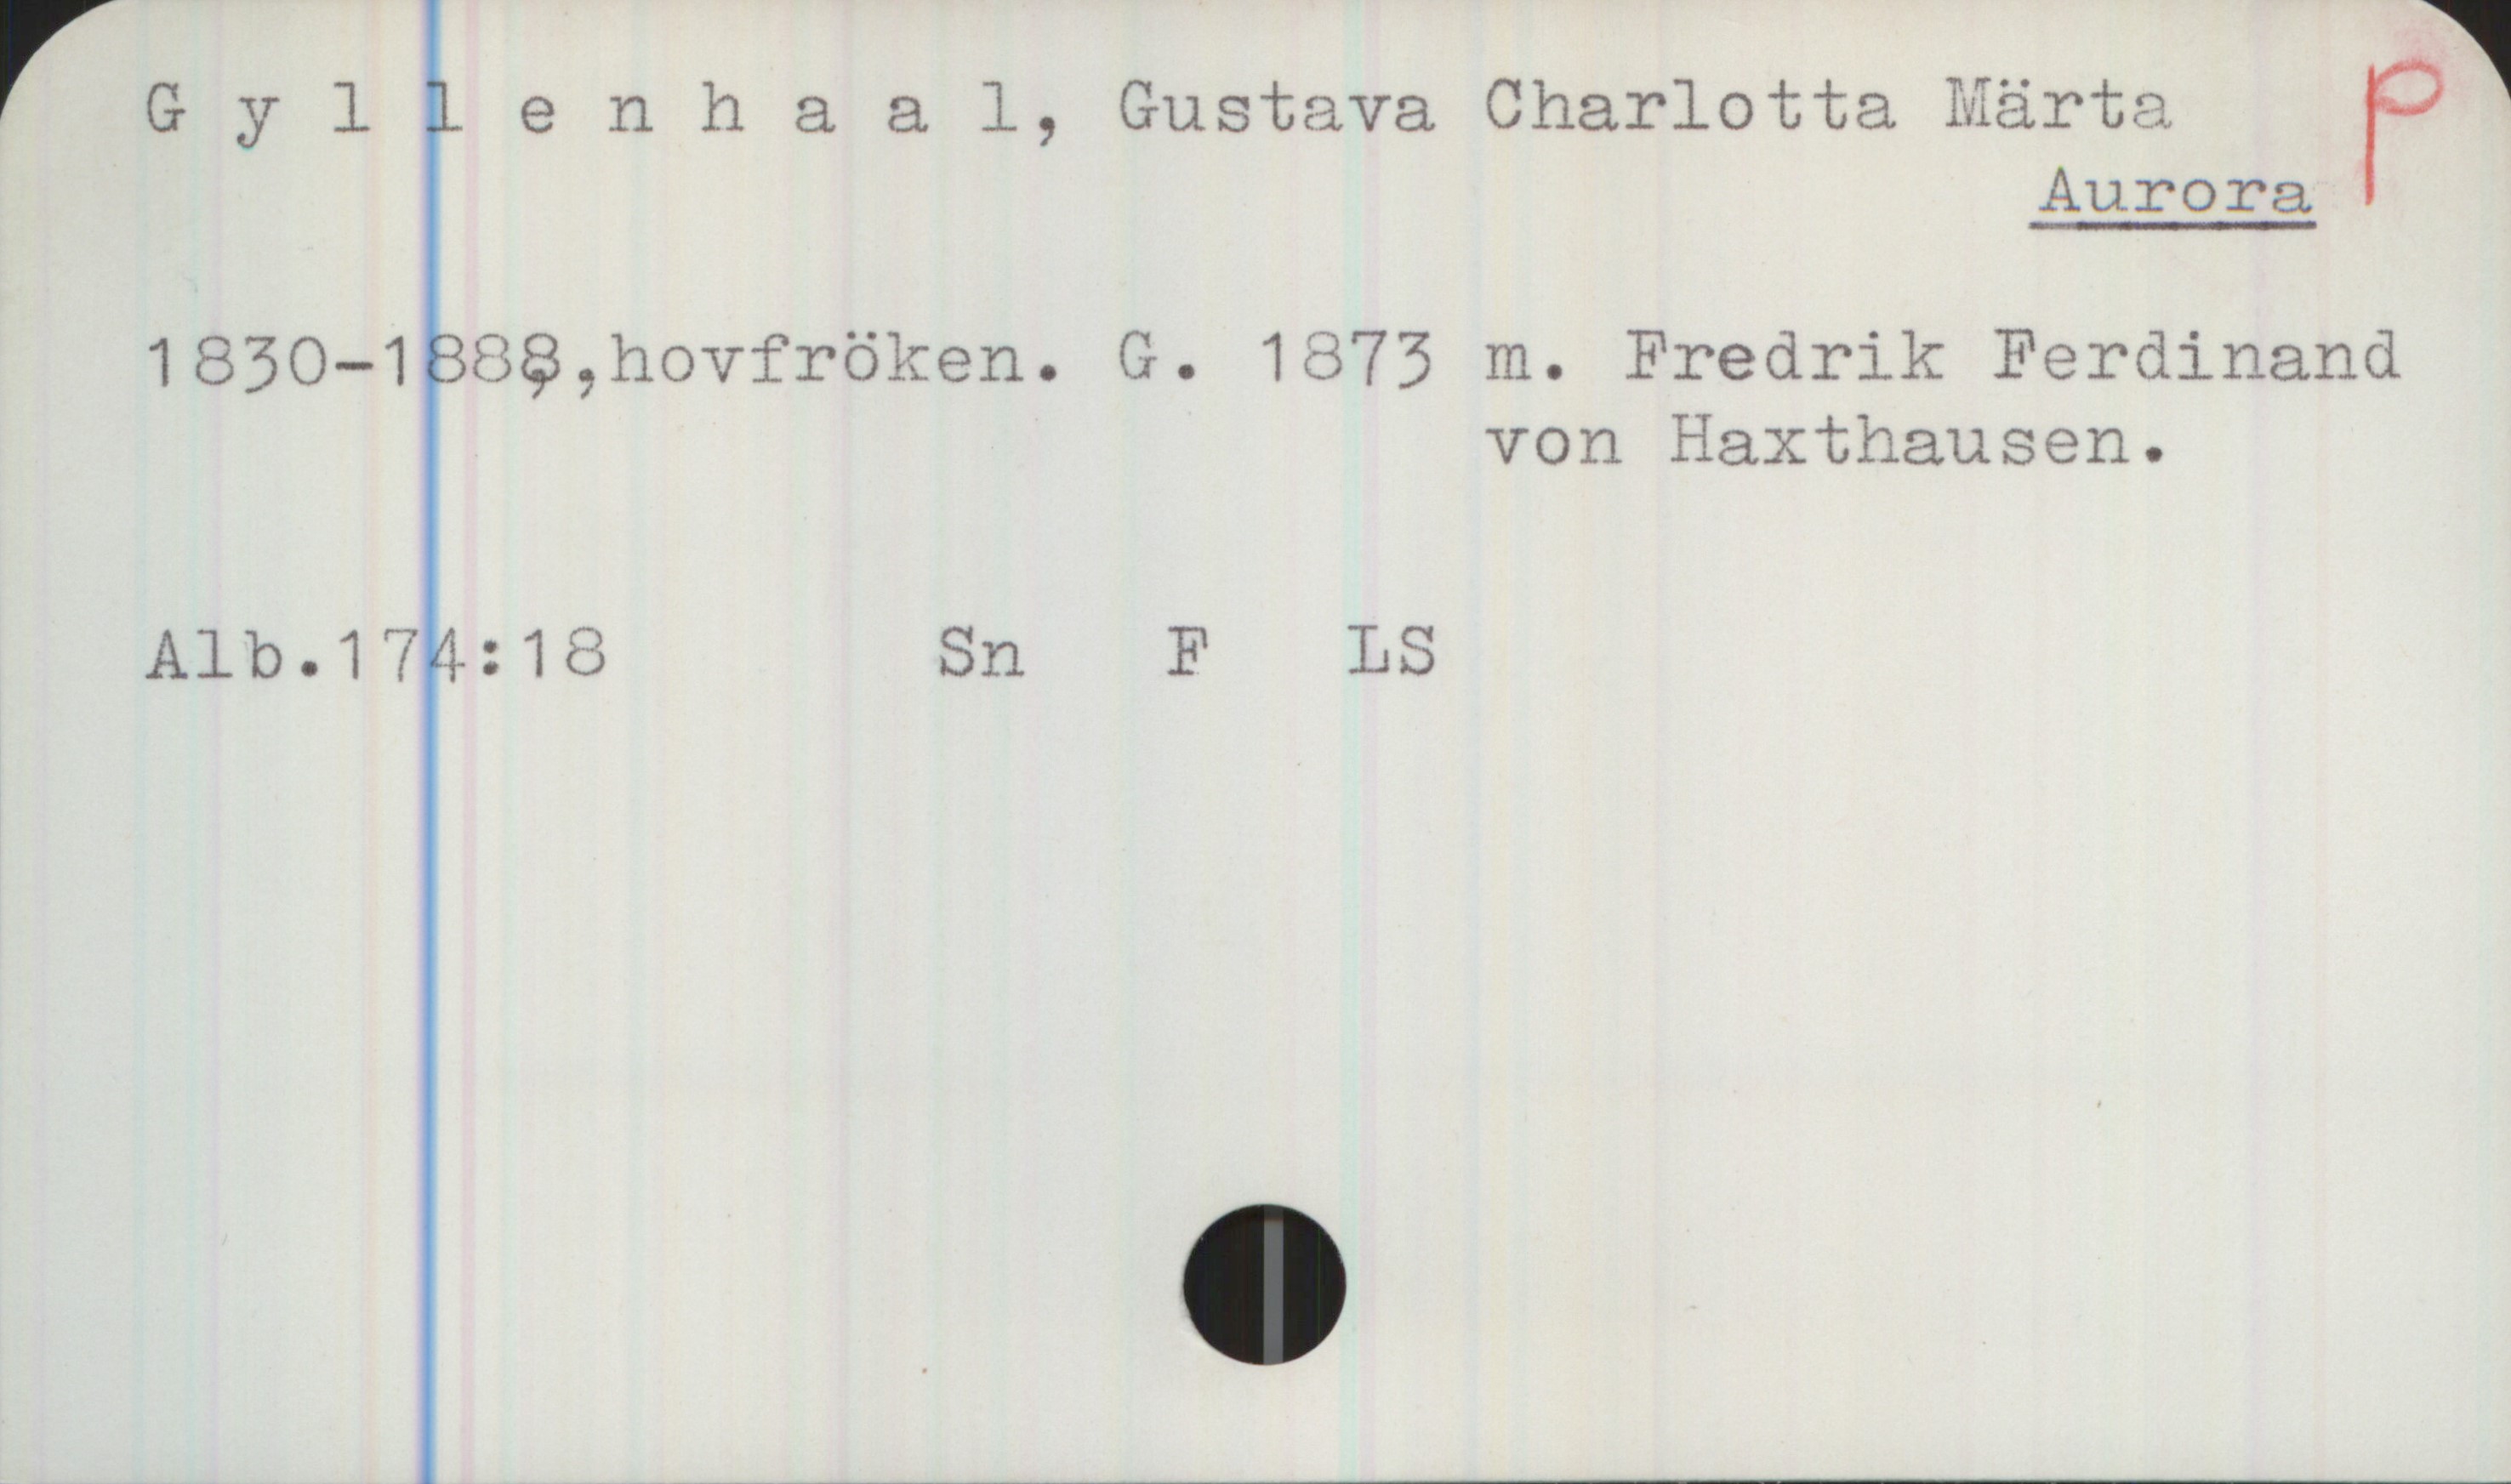 G y l l e n h a a l, Gustava Charlotta Märta
P
Aurora
1830-1888,hovfröken. G. 1873 m. Fredrik Ferdinand
von Haxthausen.
Alb.174:18 Sn F LS